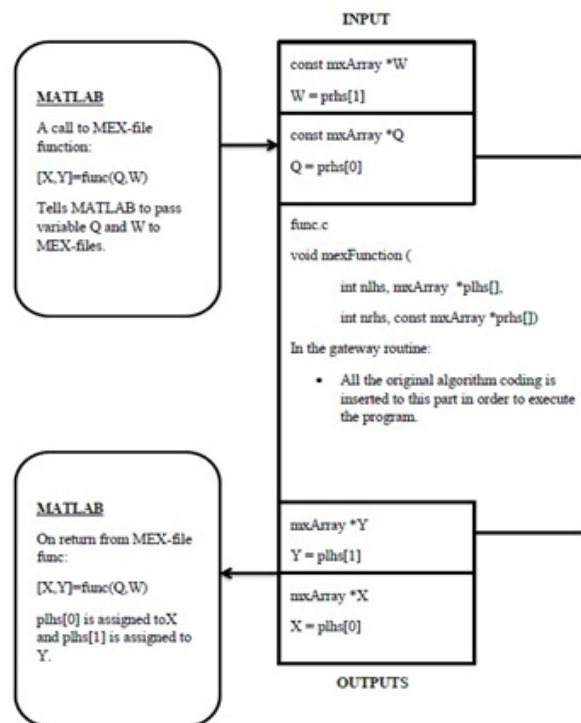 INPUT
MATLAB
A call to MEX-file
function:
[X,Y]=func(Q,W)
Tells MATLAB to pass
variable Q and W to
MEX-files.
const mxArray *W
W = prhs[1]
const mxArray *Q
Q = prhs[0]
func.c
void mexFunction (
int nlhs, mxArray *plhs[],
int nrhs, const mxArray *prhs[])
In the gateway routine:
• All the original algorithm coding is
inserted to this part in order to execute
the program.
MATLAB
On return from MEX-file
func:
[X,Y]=func(Q,W)
plhs[0] is assigned toX
and plhs[1] is assigned to
Y.
mxArray *Y
Y = plhs[1]
mxArray *X
X = plhs[0]
OUTPUTS